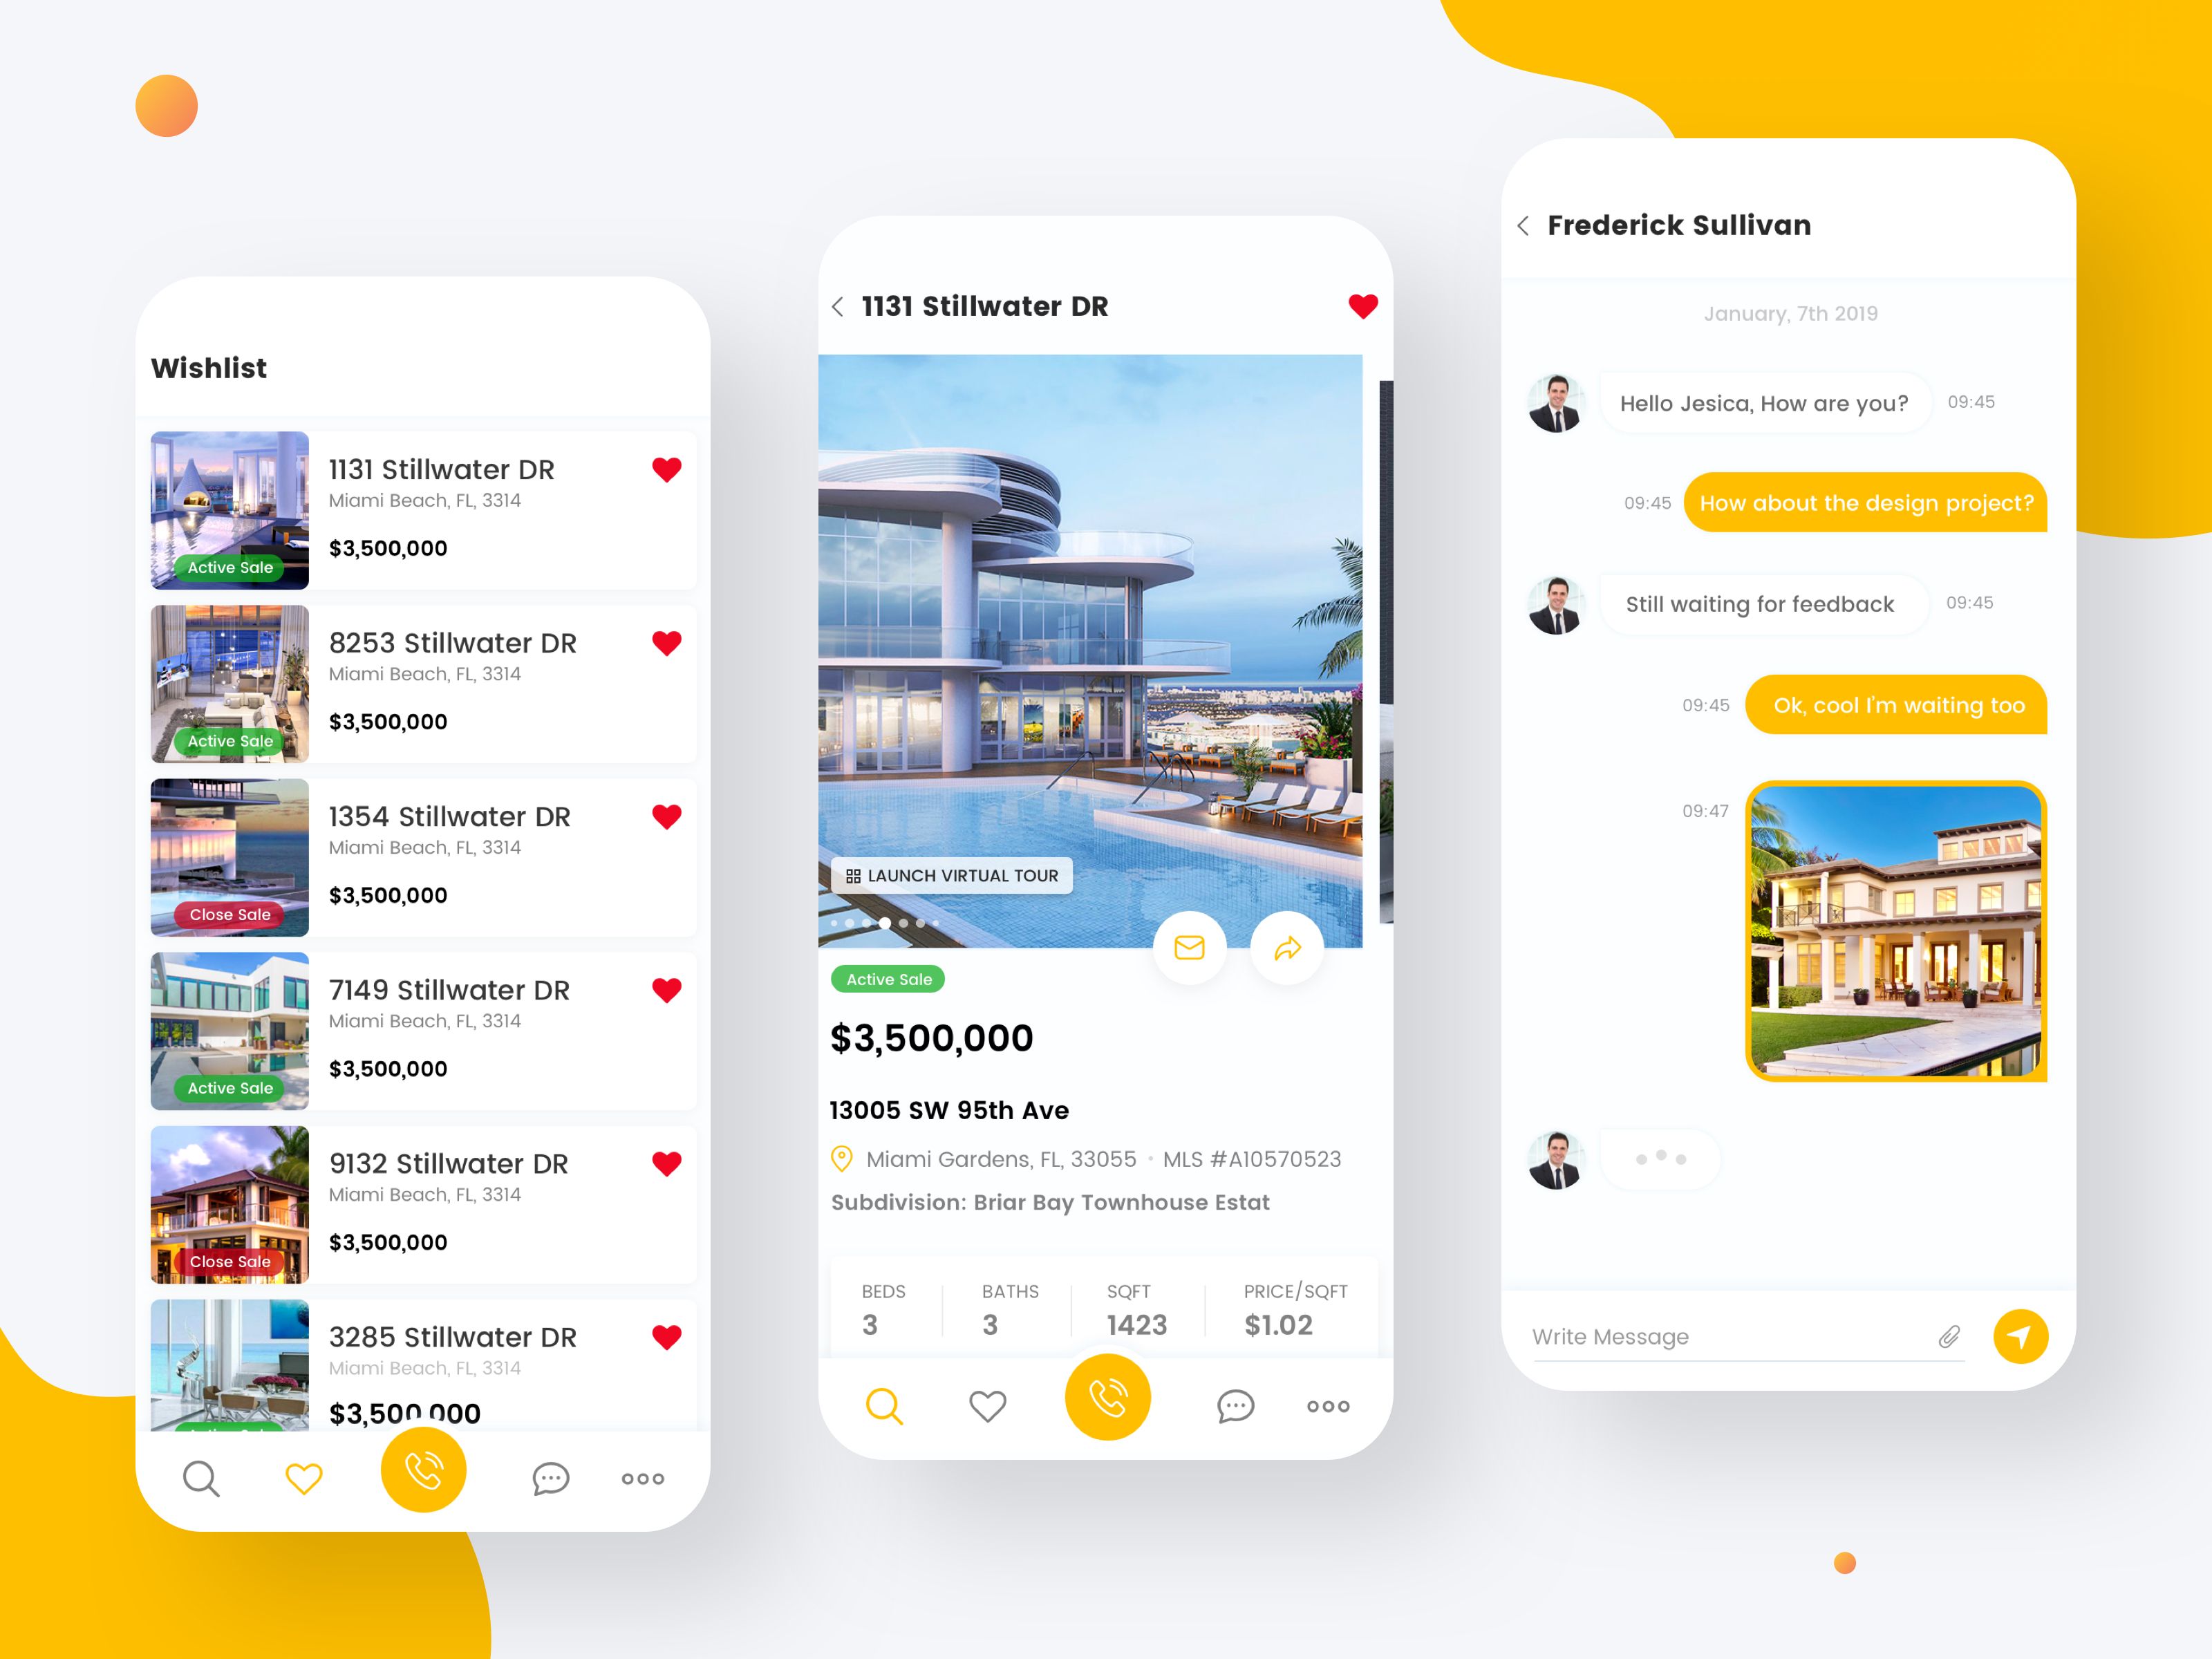 Wishlist
1131 Stillwater DR
Miami Beach, FL, 3314
$3,500,000
Active Sale
8253 Stillwater DR
Miami Beach, FL, 3314
$3,500,000
Active Sale
1354 Stillwater DR
Miami Beach, FL, 3314
$3,500,000
Close Sale
7149 Stillwater DR
Miami Beach, FL, 3314
$3,500,000
Active Sale
9132 Stillwater DR
Miami Beach, FL, 3314
$3,500,000
Close Sale
3285 Stillwater DR
Miami Beach, FL, 3314
$3,500,000
1131 Stillwater DR
LAUNCH VIRTUAL TOUR
Active Sale
$3,500,000
13005 SW 95th Ave
Miami Gardens, FL, 33055 • MLS #A10570523
Subdivision: Briar Bay Townhouse Estat
BEDS BATHS SQFT PRICE/SQFT
3 3 1423 $1.02
Frederick Sullivan
January, 7th 2019
Hello Jesica, How are you? 09:45
09:45 How about the design project?
Still waiting for feedback 09:45
09:45 Ok, cool I'm waiting too
09:47
Write Message